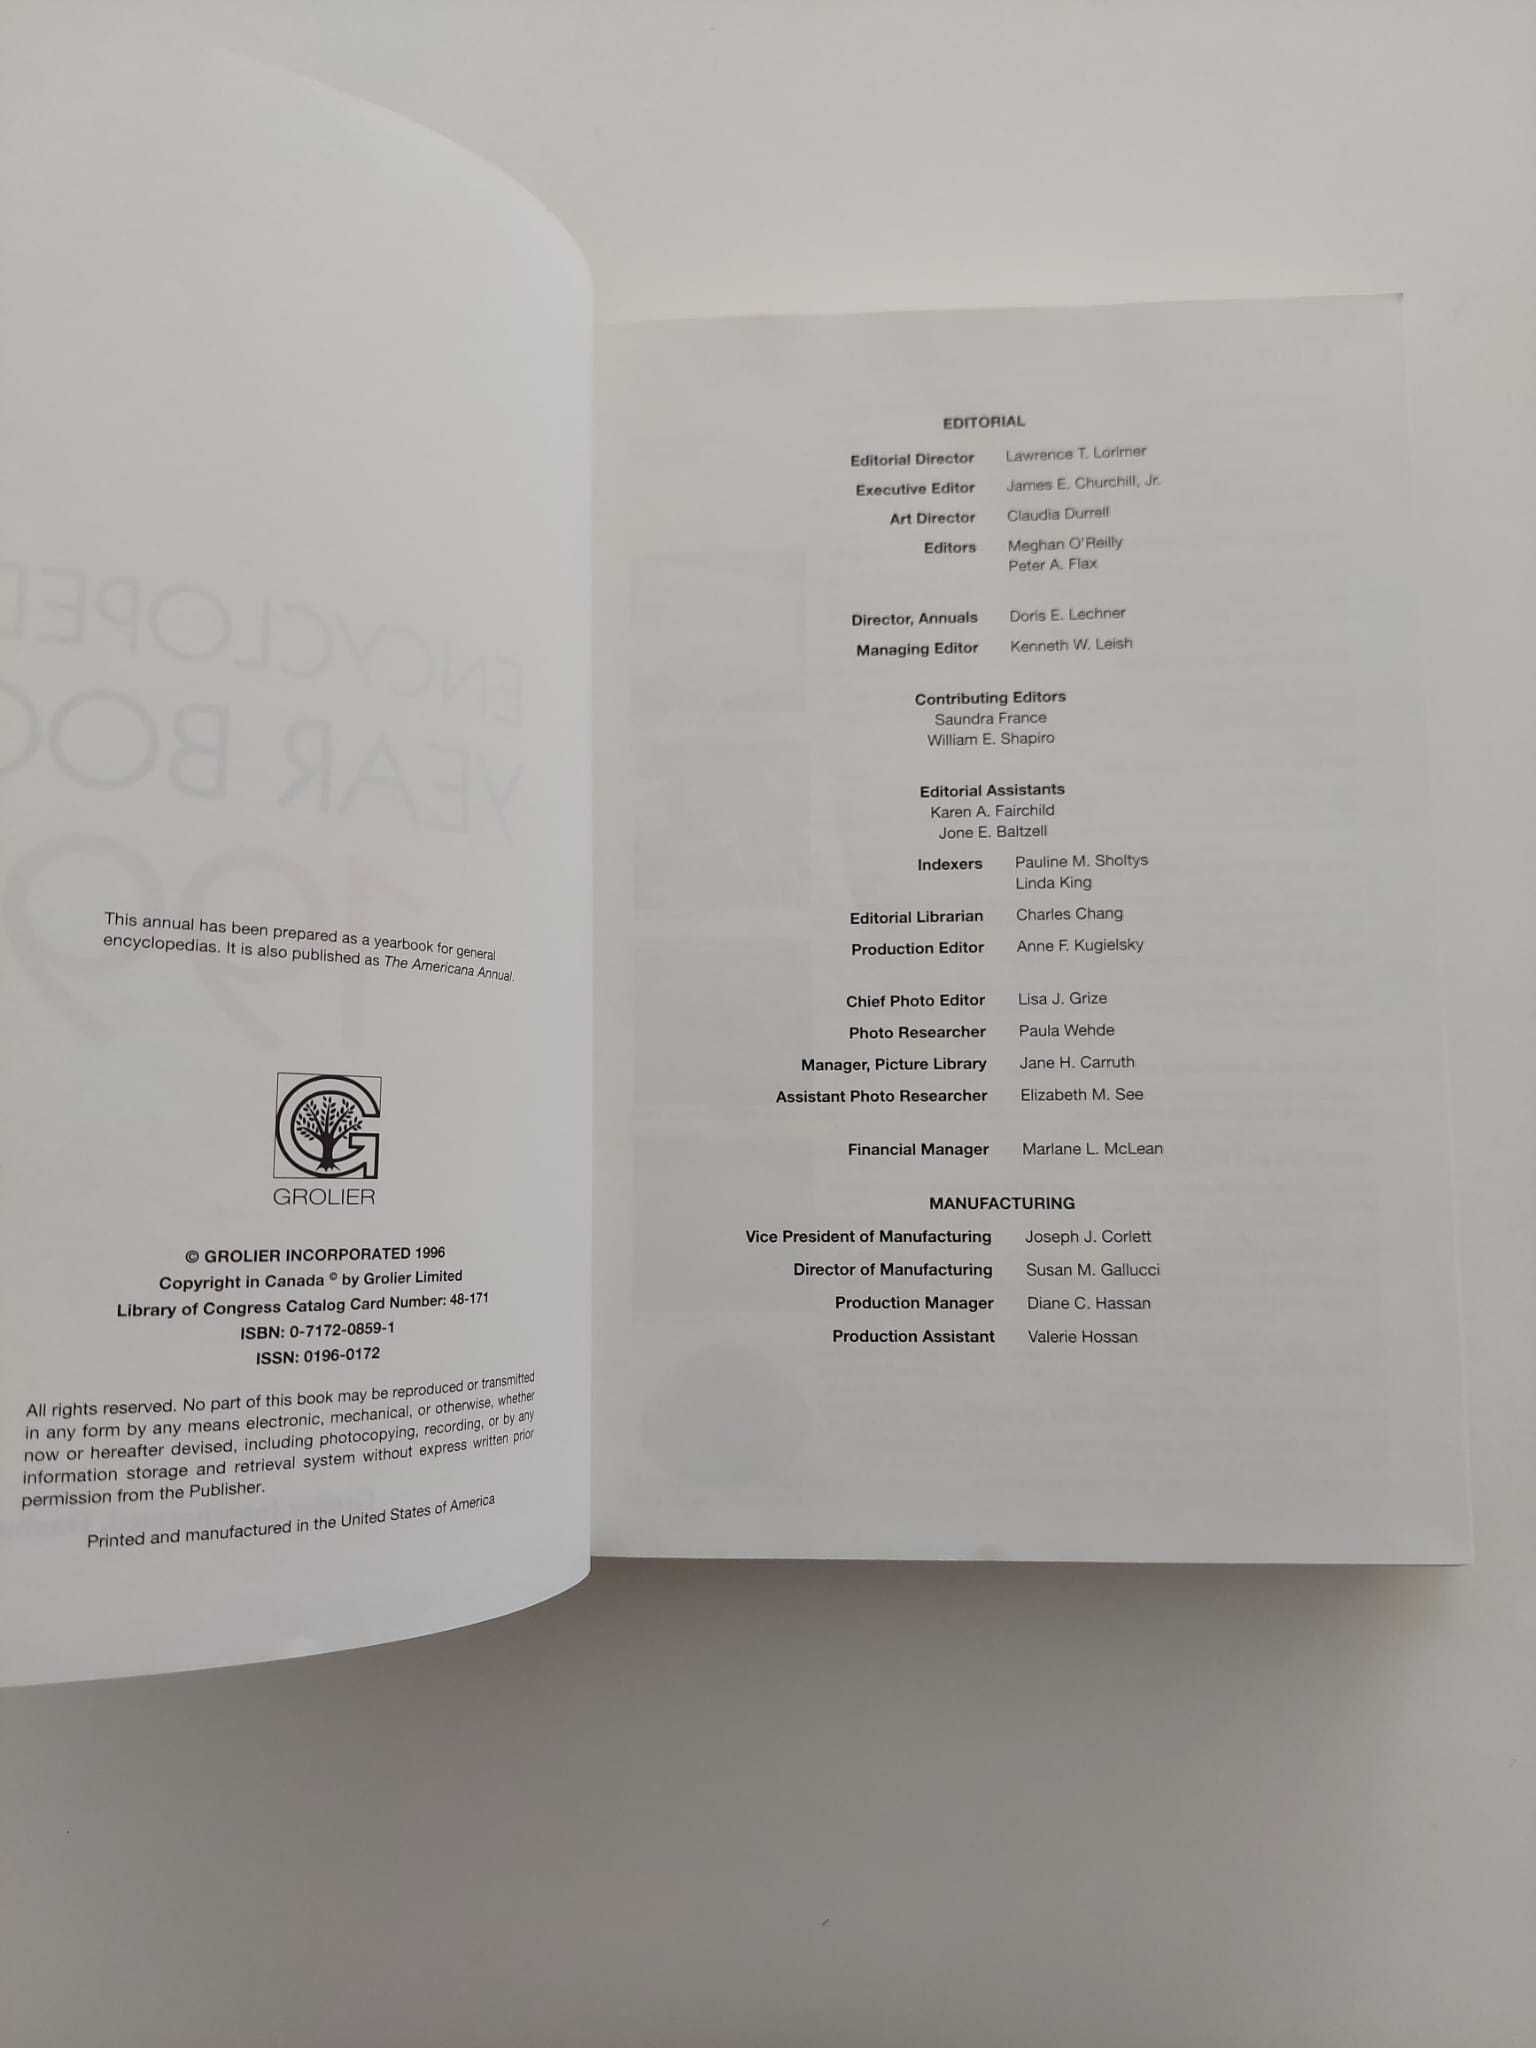 This annual has been prepared as a yearbook for general
encyclopedias. It is also published as The Americana Annual.
GROLIER
© GROLIER INCORPORATED 1996
Copyright in Canada © by Grolier Limited
Library of Congress Catalog Card Number: 48-171
ISBN: 0-7172-0859-1
ISSN: 0196-0172
All rights reserved. No part of this book may be reproduced or transmitted
in any form by any means electronic, mechanical, or otherwise, whether
now or hereafter devised, including photocopying, recording, or by any
information storage and retrieval system without express written prior
permission from the Publisher.
Printed and manufactured in the United States of America
EDITORIAL
Editorial Director Lawrence T. Lorimer
Executive Editor James E. Churchill, Jr.
Art Director Claudia Durrell
Editors Meghan O'Reilly
Peter A. Flax
Director, Annuals Doris E. Lechner
Managing Editor Kenneth W. Leish
Contributing Editors
Saundra France
William E. Shapiro
Editorial Assistants
Karen A. Fairchild
Jone E. Baltzell
Indexers Pauline M. Sholtys
Linda King
Editorial Librarian Charles Chang
Production Editor Anne F. Kugielsky
Chief Photo Editor Lisa J. Grize
Photo Researcher Paula Wehde
Manager, Picture Library Jane H. Carruth
Assistant Photo Researcher Elizabeth M. See
Financial Manager Marlane L. McLean
MANUFACTURING
Vice President of Manufacturing Joseph J. Corlett
Director of Manufacturing Susan M. Gallucci
Production Manager Diane C. Hassan
Production Assistant Valerie Hossan